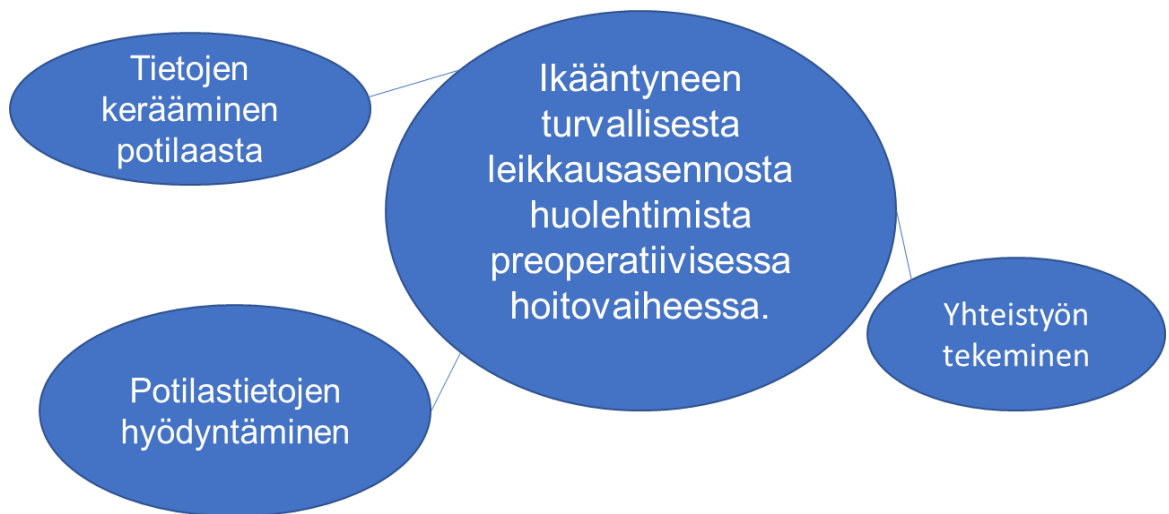 Tietojen
kerääminen
potilaasta
Ikääntyneen
turvallisesta
leikkausasennosta
huolehtimista
preoperatiivisessa
hoitovaiheessa.
Potilastietojen
hyödyntäminen
Yhteistyön
tekeminen